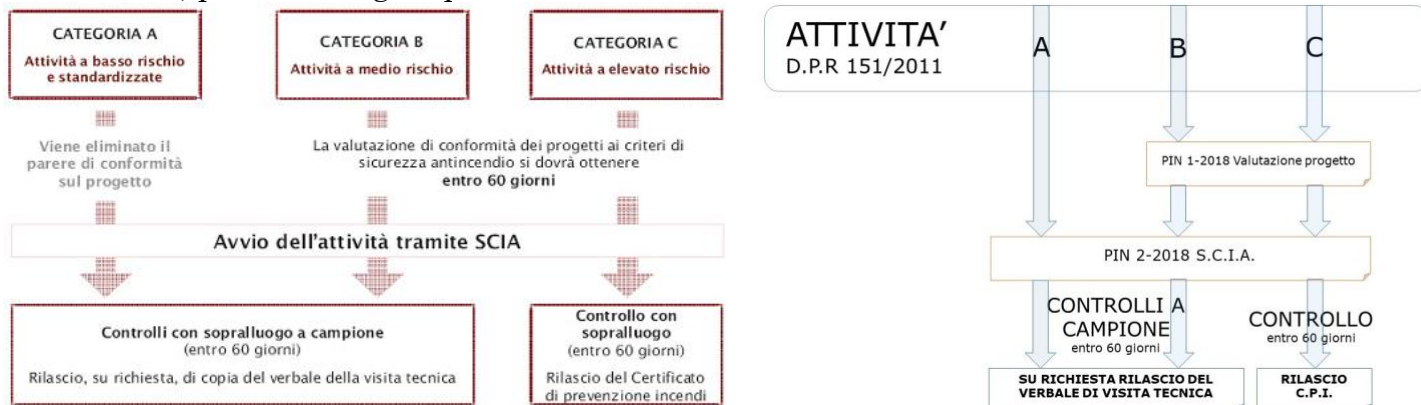 CATEGORIA A
Attività a basso rischio
e standardizzate
CATEGORIA B
Attività a medio rischio
CATEGORIA C
Attività a elevato rischio
Viene eliminato il
parere di conformità
sul progetto
La valutazione di conformità dei progetti ai criteri di
sicurezza antincendio si dovrà ottenere
entro 60 giorni
Avvio dell'attività tramite SCIA
Controlli con sopralluogo a campione
(entro 60 giorni)
Rilascio, su richiesta, di copia del verbale della visita tecnica
Controllo con
sopralluogo
(entro 60 giorni)
Rilascio del Certificato
di prevenzione incendi
ATTIVITA'
D.P.R 151/2011
A
B
C
PIN 1-2018 Valutazione progetto
PIN 2-2018 S.C.I.A.
CONTROLLI A
CAMPIONE
entro 60 giorni
CONTROLLO
entro 60 giorni
SU RICHIESTA RILASCIO DEL
VERBALE DI VISITA TECNICA
RILASCIO
C.P.I.